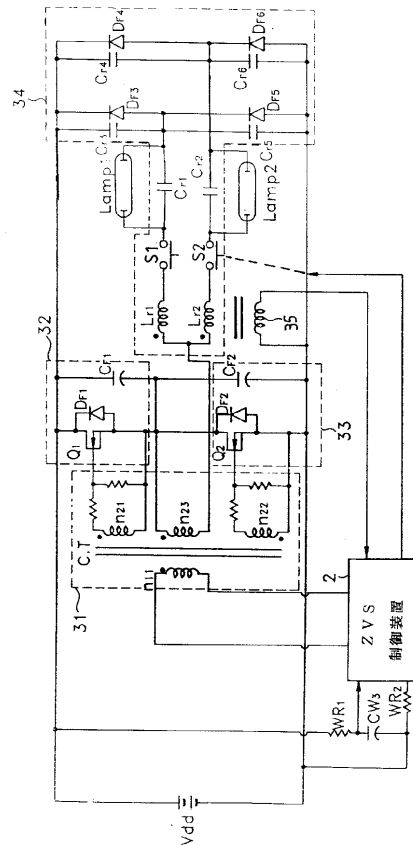 34
DF4
DF6
Cr4
Cr6
DF3
DF5
Cr3
Cr5
Lamp1
Lamp2
Cr1
Cr2
S1
S2
Lr1
Lr2
35
32
33
CF1
CF2
DF1
DF2
Q1
Q2
31
C.T
n21
n23
n22
n11
2
ZVS
制御装置
WR1
CW3
WR2
Vdd